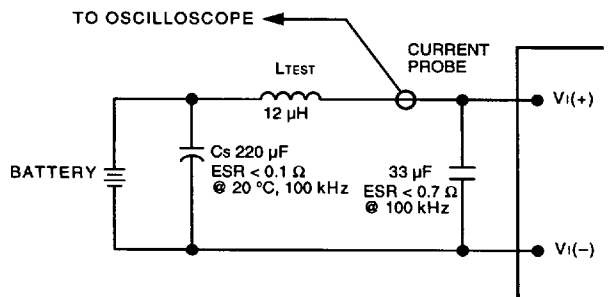 TO OSCILLOSCOPE
CURRENT
PROBE
LTEST
12 µH
VI(+)
Cs 220 µF
ESR < 0.1 Ω
@ 20 °C, 100 kHz
BATTERY
33 µF
ESR < 0.7 Ω
@ 100 kHz
VI(–)